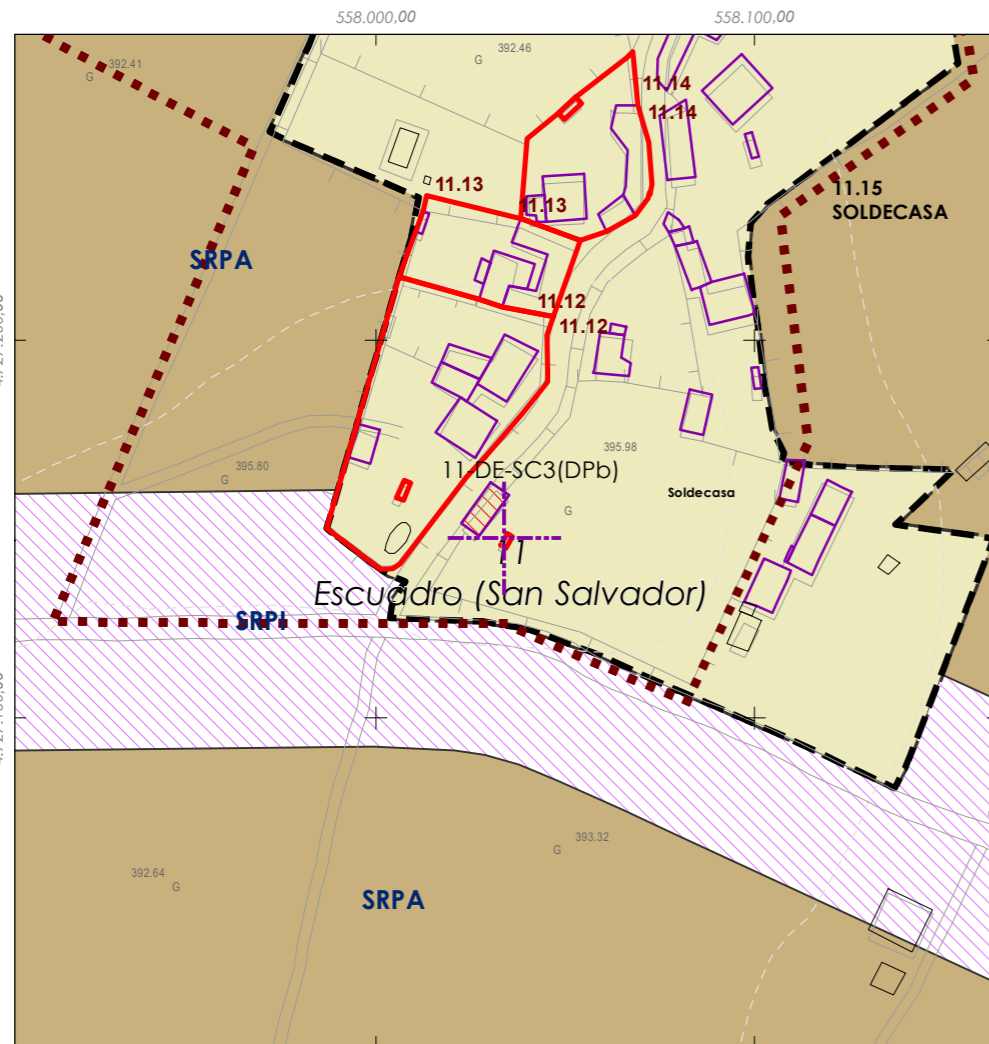 558.000,00
558.100,00
392.41
G
392.46
G
11.14
11.14
11.13
11.13
11.15
SOLDECASA
SRPA
11.12
11.12
395.80
G
395.98
11-DE-SC3(DPb)
Soldecasa
G
11
Escuadro (San Salvador)
SRPI
393.32
G
392.64
G
SRPA